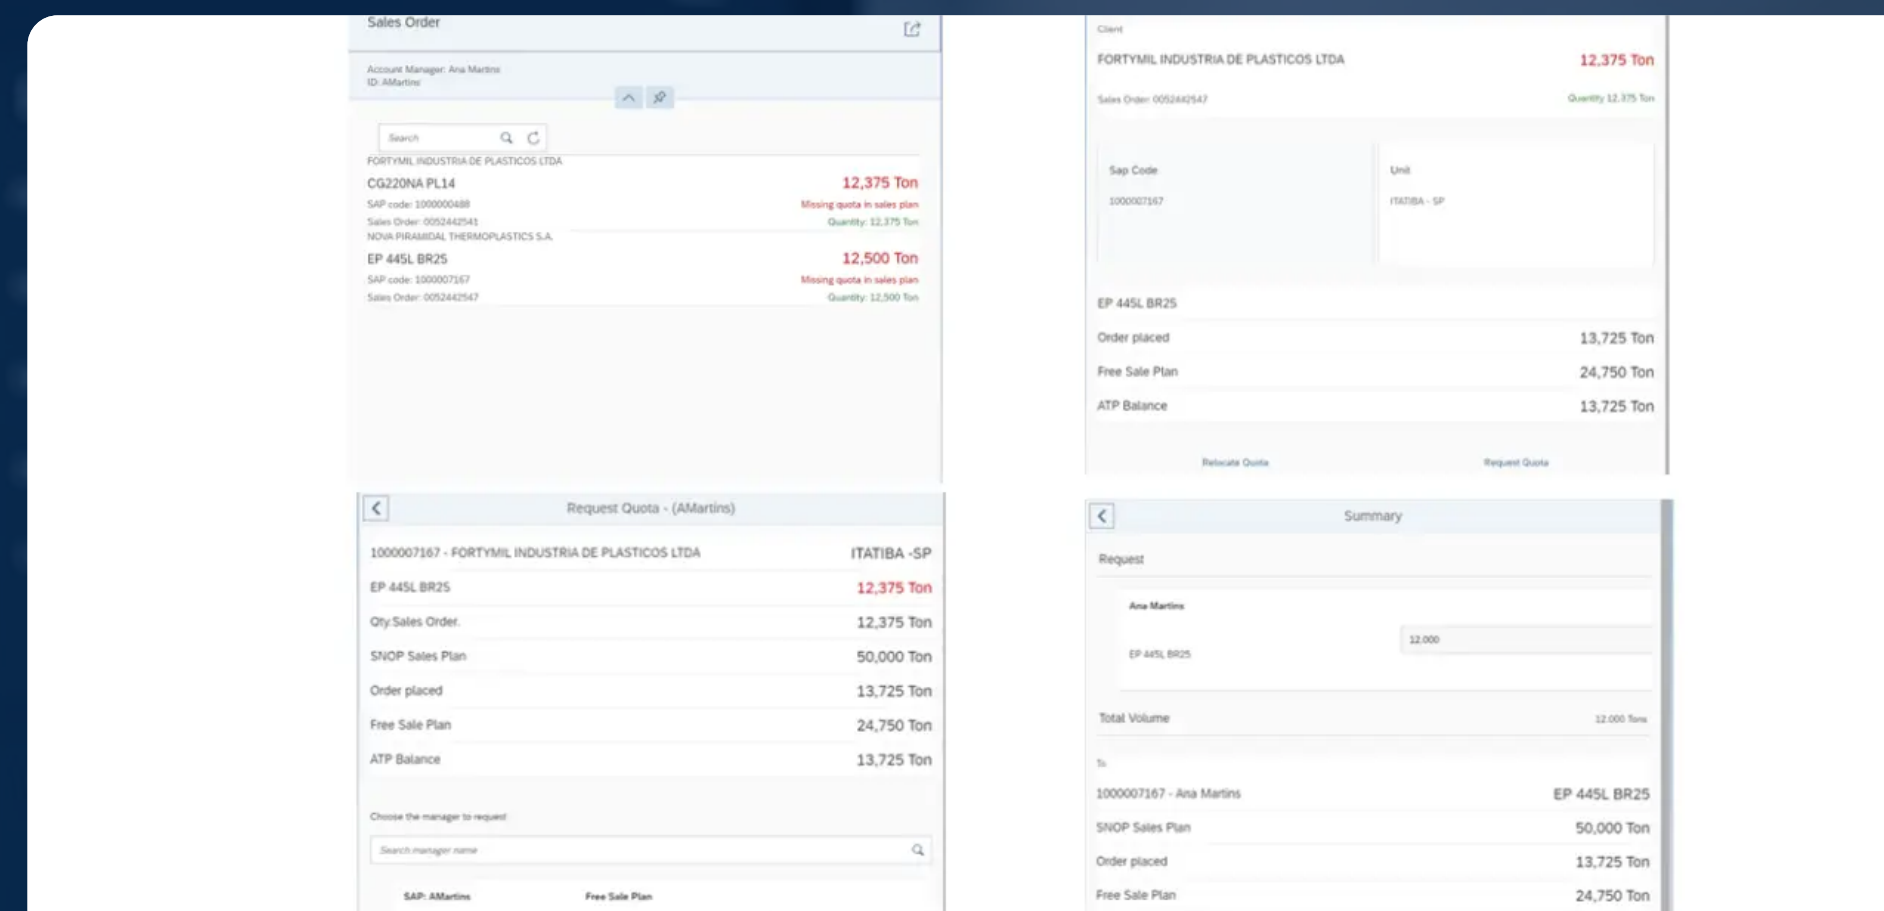 Sales Order
Account Manager: Ana Martins
ID: AMartins
Search
FORTYMIL INDUSTRIA DE PLASTICOS LTDA
CG220NA PL14 12,375 Ton
SAP code: 1000000488 Missing quota in sales plan
Sales Order: 0052442541 Quantity: 12,375 Ton
NOVA PIRAMIDAL THERMOPLASTICS S.A.
EP 445L BR25 12,500 Ton
SAP code: 1000007167 Missing quota in sales plan
Sales Order: 0052442547 Quantity: 12,500 Ton
Client
FORTYMIL INDUSTRIA DE PLASTICOS LTDA 12,375 Ton
Sales Order: 0052442547 Quantity 12,375 Ton
Sap Code Unit
1000007167 ITATIBA - SP
EP 445L BR25
Order placed 13,725 Ton
Free Sale Plan 24,750 Ton
ATP Balance 13,725 Ton
Relocate Quota Request Quota
Request Quota - (AMartins)
1000007167 - FORTYMIL INDUSTRIA DE PLASTICOS LTDA ITATIBA -SP
EP 445L BR25 12,375 Ton
Qty.Sales Order. 12,375 Ton
SNOP Sales Plan 50,000 Ton
Order placed 13,725 Ton
Free Sale Plan 24,750 Ton
ATP Balance 13,725 Ton
Choose the manager to request
Search manager name
SAP: AMartins Free Sale Plan
Summary
Request
Ana Martins
12,000
EP 445L BR25
Total Volume 12.000 Tons
To
1000007167 - Ana Martins EP 445L BR25
SNOP Sales Plan 50,000 Ton
Order placed 13,725 Ton
Free Sale Plan 24,750 Ton